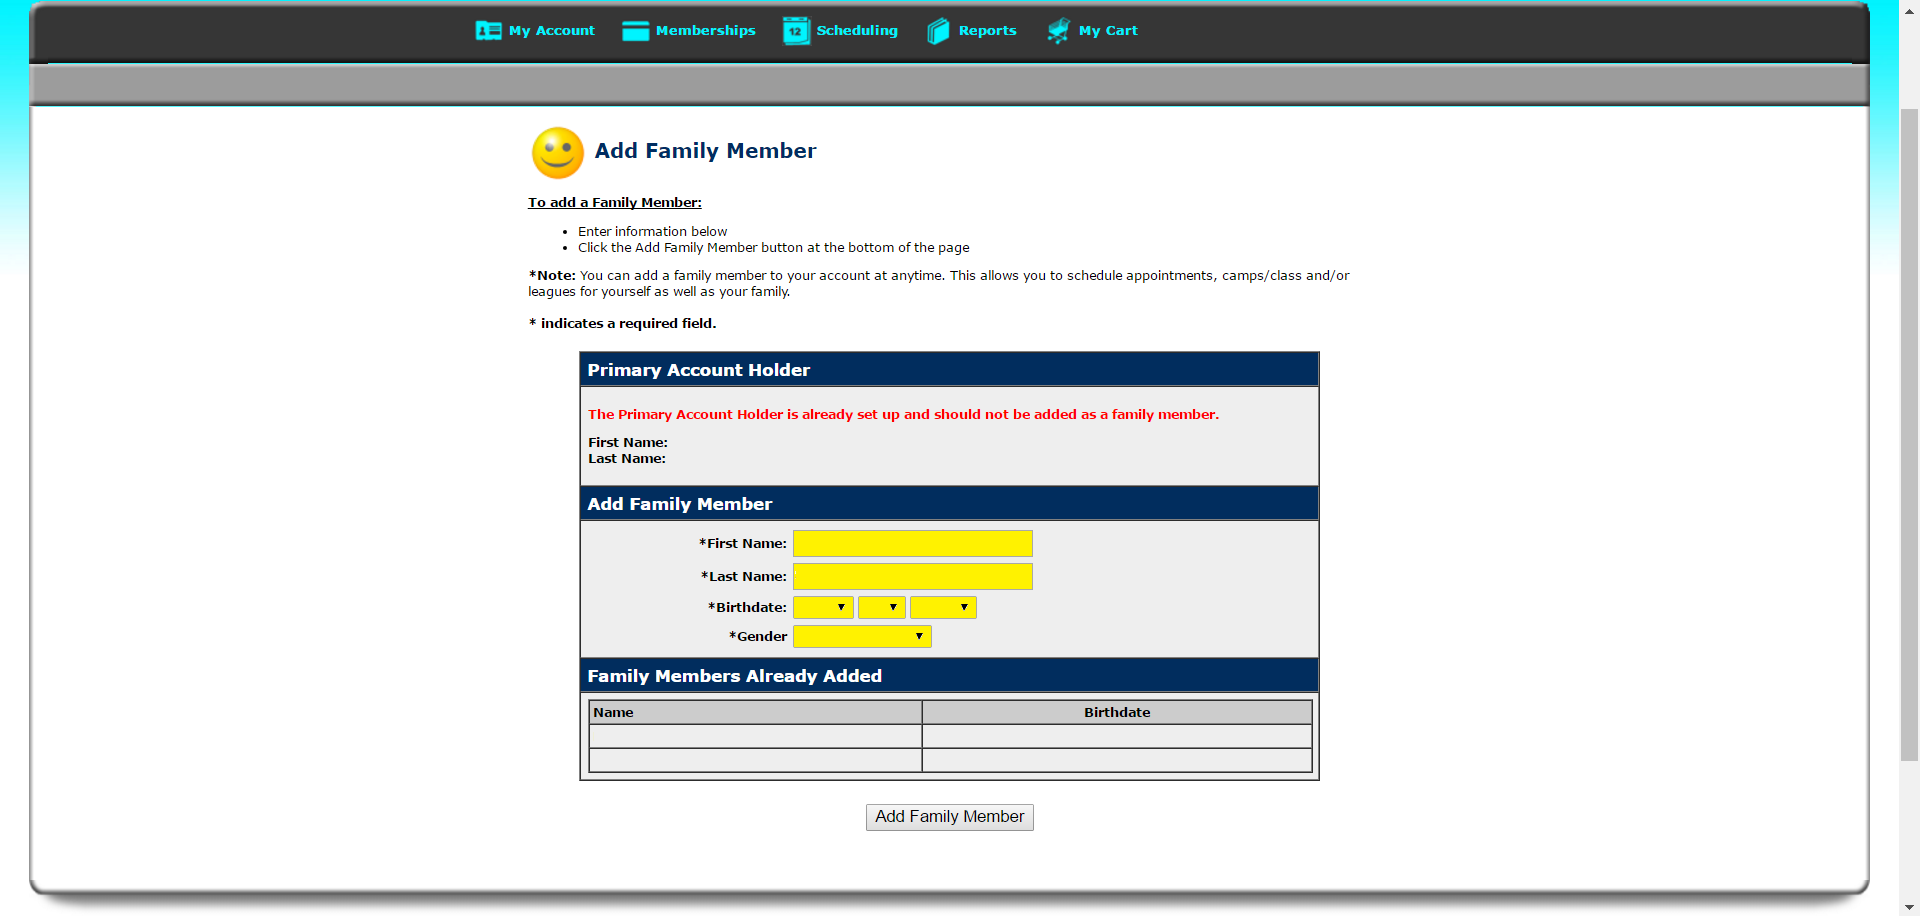 My Account Memberships 12 Scheduling Reports My Cart
Add Family Member
To add a Family Member:
• Enter information below
• Click the Add Family Member button at the bottom of the page
*Note: You can add a family member to your account at anytime. This allows you to schedule appointments, camps/class and/or
leagues for yourself as well as your family.
* indicates a required field.
Primary Account Holder
The Primary Account Holder is already set up and should not be added as a family member.
First Name:
Last Name:
Add Family Member
*First Name:
*Last Name:
*Birthdate:
*Gender
Family Members Already Added
Name Birthdate
Add Family Member